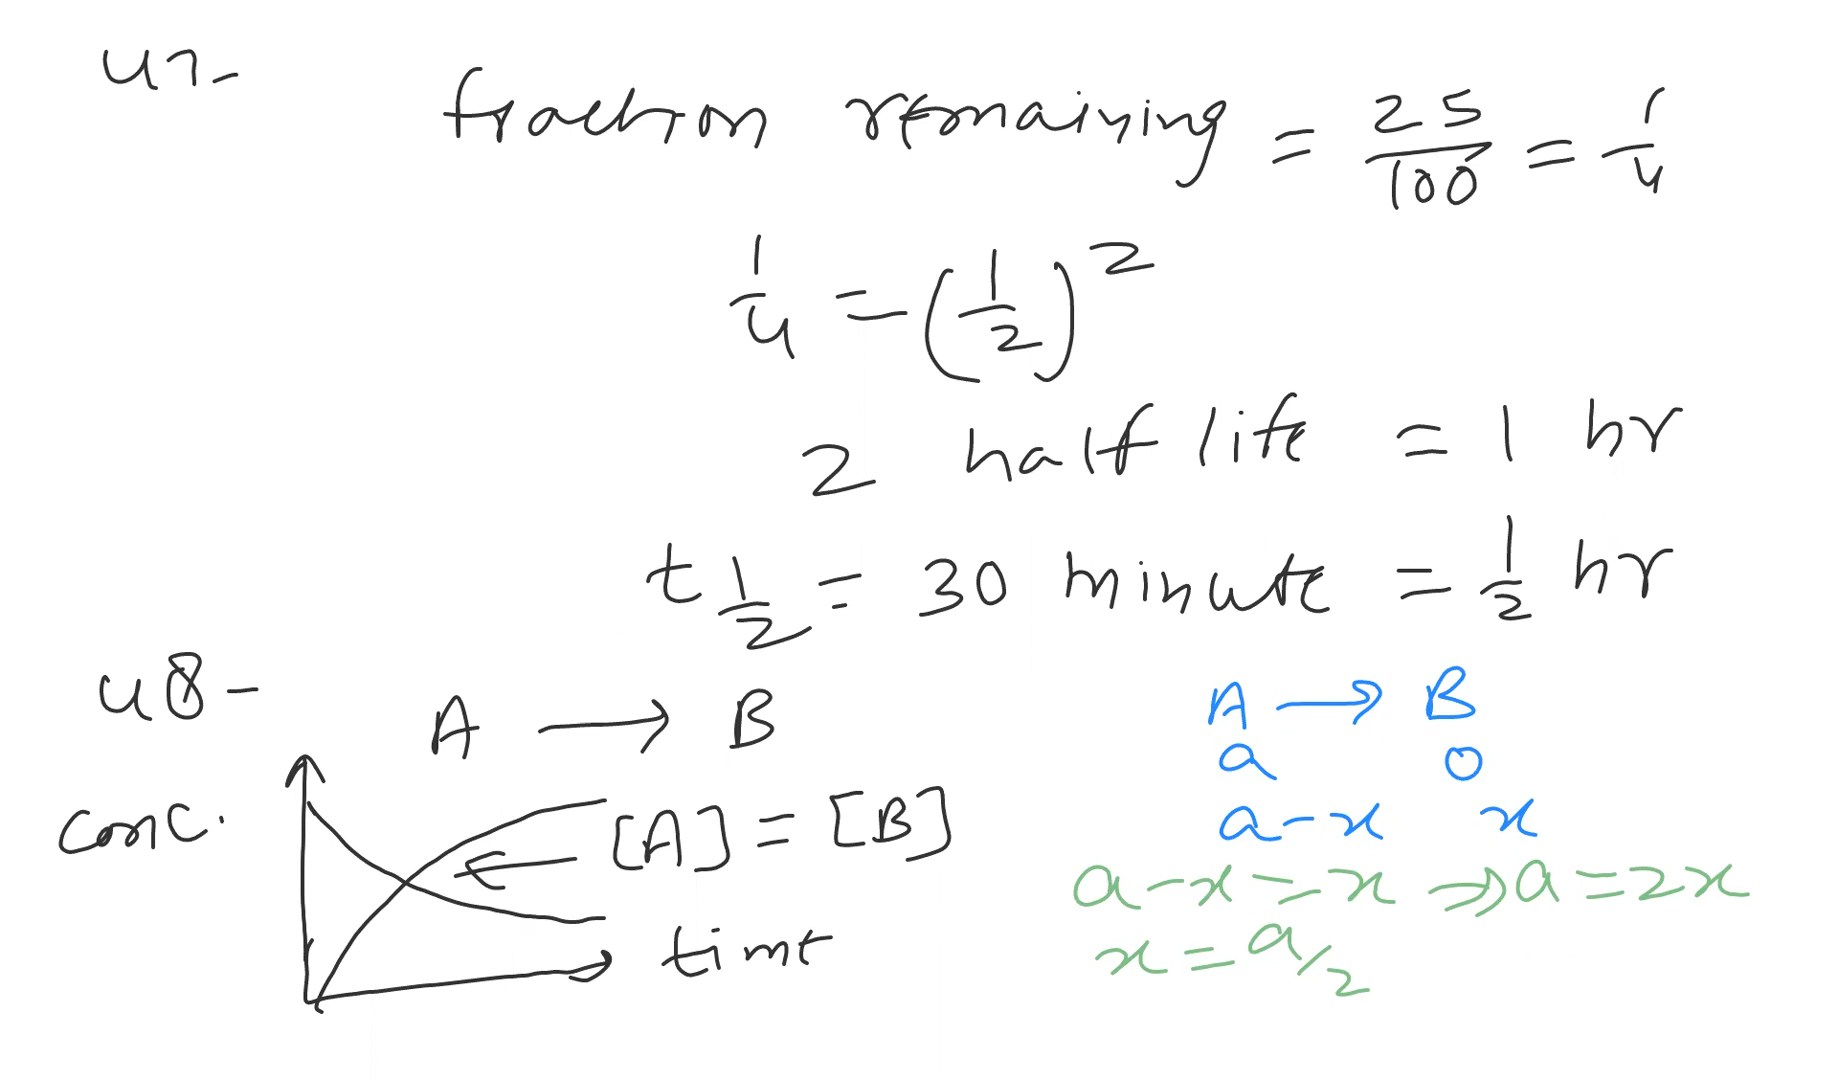 47-
fraction remaining = 25/100 = 1/4
1/4 = (1/2)^2
2 half life = 1 hr
t 1/2 = 30 minute = 1/2 hr
48-
A → B
conc.
[A] = [B]
time
A → B
a 0
a-x x
a-x=x ⇒ a=2x
x=a/2